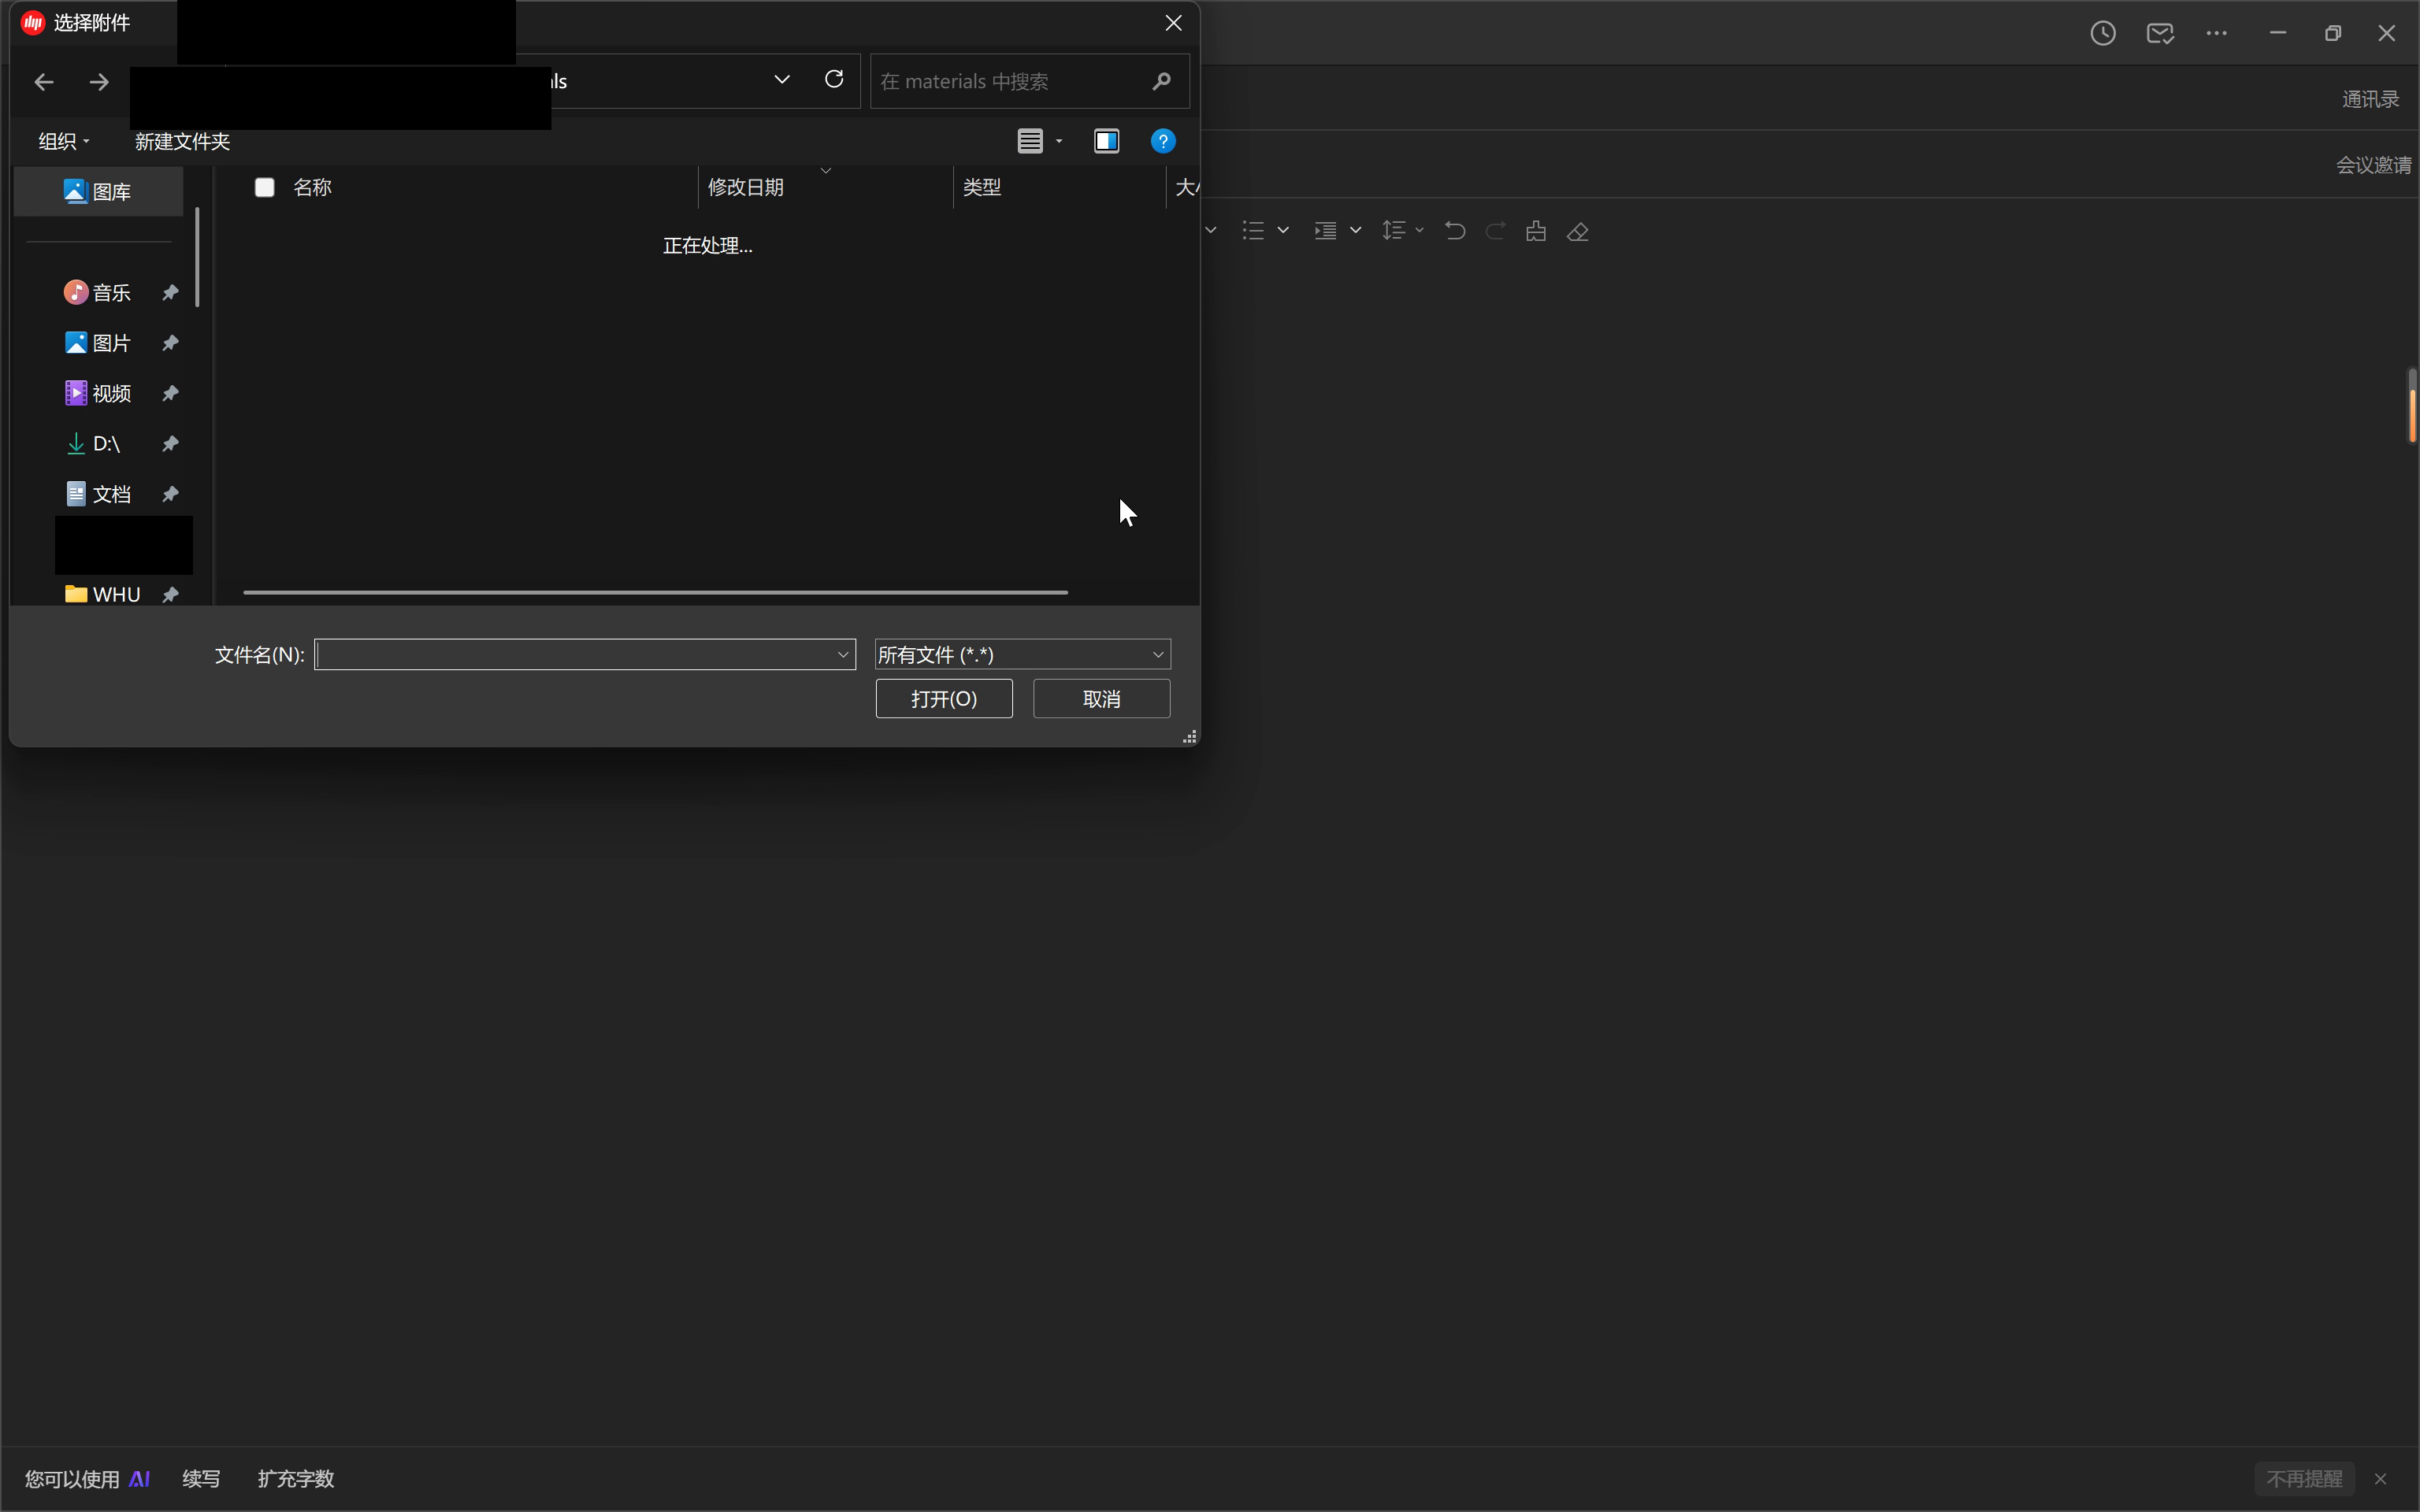 选择附件
ls
在 materials 中搜索
通讯录
组织
新建文件夹
会议邀请
图库
名称
修改日期
类型
正在处理...
音乐
图片
视频
D:\
文档
WHU
文件名(N):
所有文件 (*.*)
打开(O)
取消
您可以使用 AI 续写 扩充字数
不再提醒